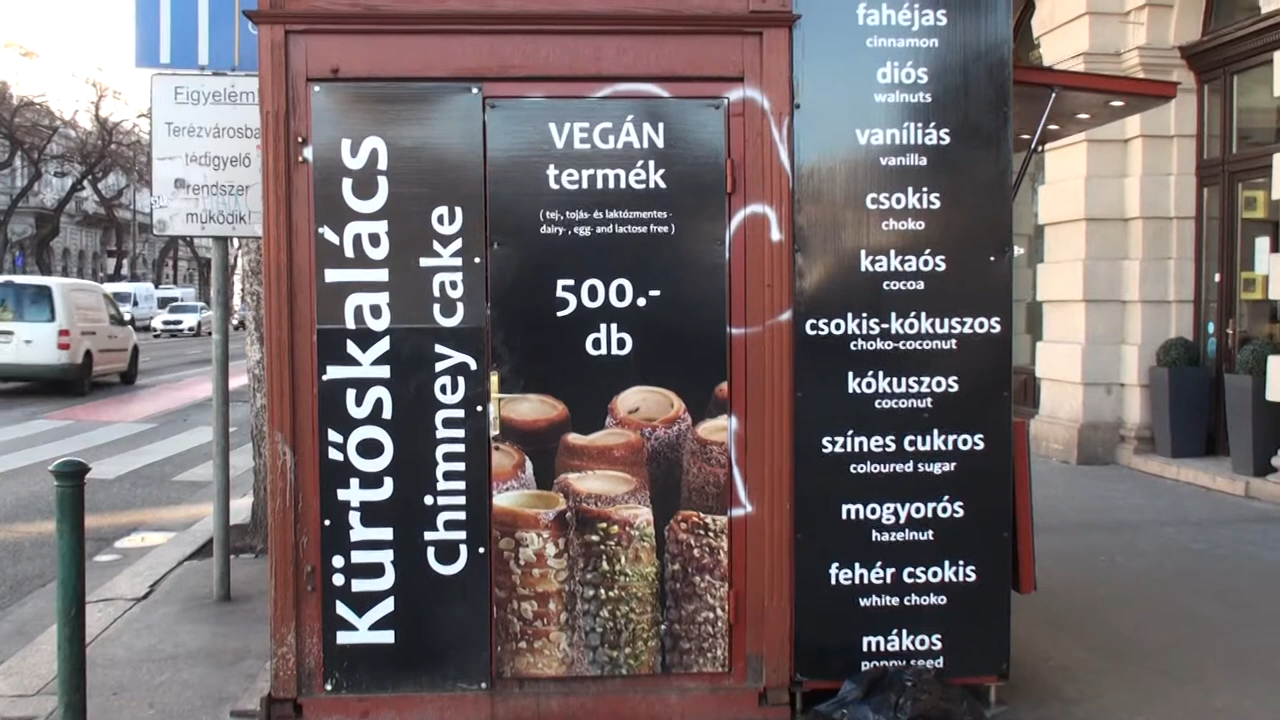 Figyelem!
Terézvárosba
térfigyelő
rendszer
működik!
Kürtőskalács
Chimney cake
VEGÁN
termék
( tej-, tojás- és laktózmentes -
dairy- , egg- and lactose free )
500.-
db
fahéjas
cinnamon
diós
walnuts
vaníliás
vanilla
csokis
choko
kakaós
cocoa
csokis-kókuszos
choko-coconut
kókuszos
coconut
színes cukros
coloured sugar
mogyorós
hazelnut
fehér csokis
white choko
mákos
poppy seed